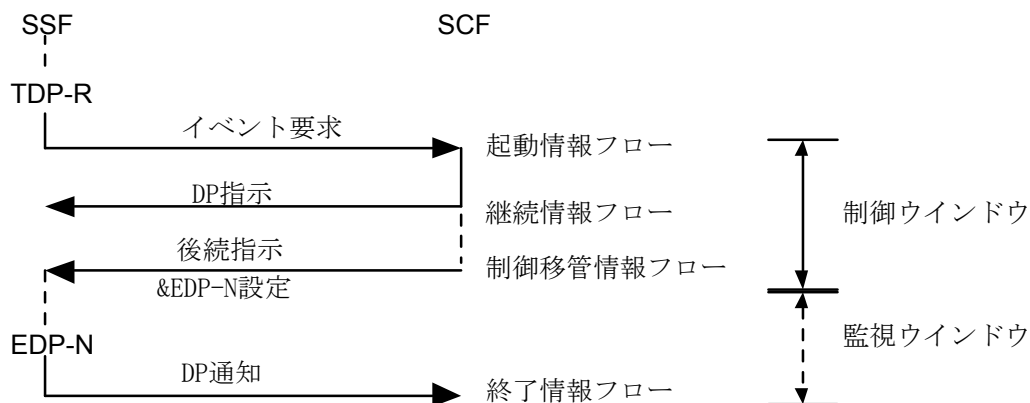 SSF
SCF
TDP-R
イベント要求
起動情報フロー
DP指示
継続情報フロー
制御ウインドウ
後続指示
&EDP-N設定
制御移管情報フロー
EDP-N
監視ウインドウ
DP通知
終了情報フロー